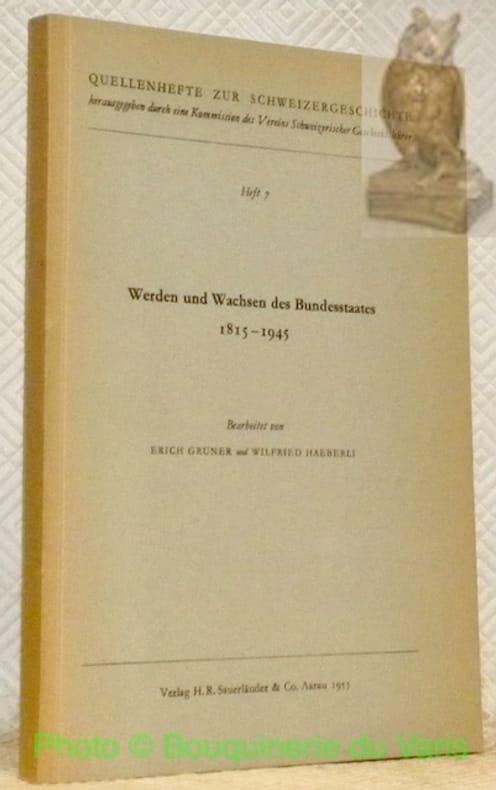 QUELLENHEFTE ZUR SCHWEIZERGESCHICHTE
herausgegeben durch eine Kommission des Vereins Schweizerischer Geschichtslehrer
Heft 7
Werden und Wachsen des Bundesstaates
1815–1945
Bearbeitet von
ERICH GRUNER und WILFRIED HAEBERLI
Verlag H. R. Sauerländer & Co. Aarau
Photo © Bouquinerie du Varis